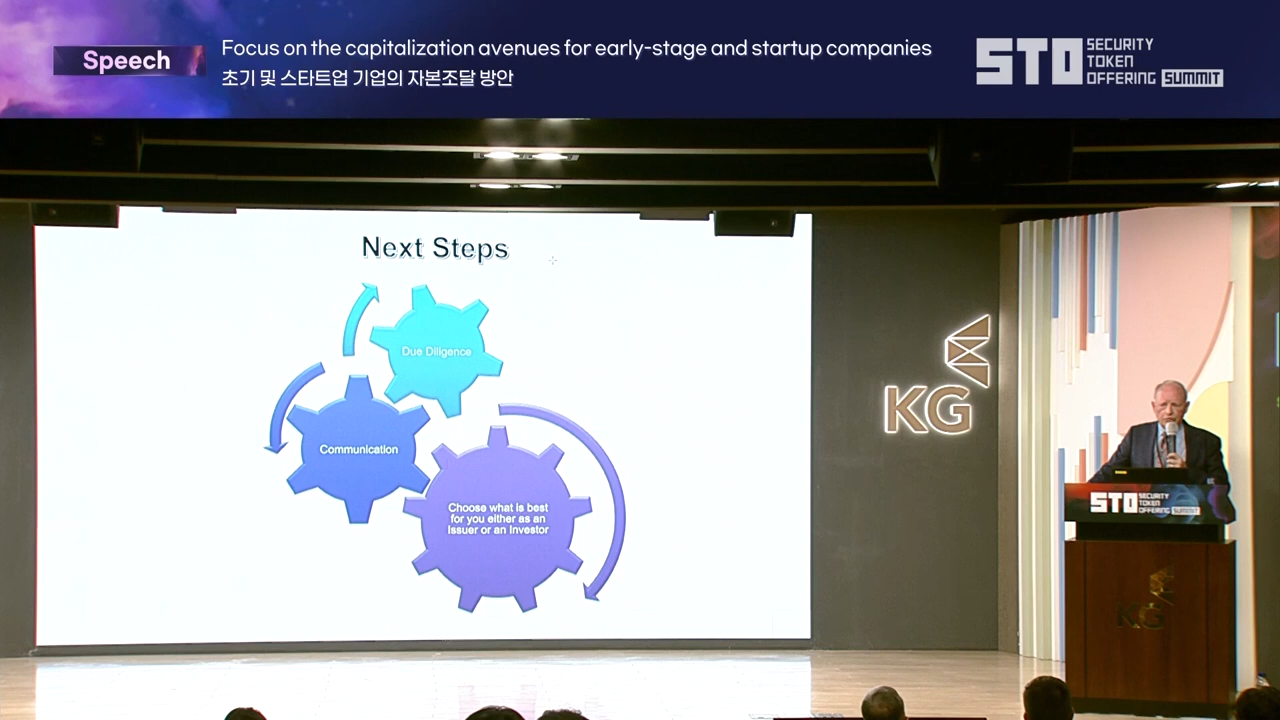 Speech
Focus on the capitalization avenues for early-stage and startup companies
초기 및 스타트업 기업의 자본조달 방안
STO
SECURITY
TOKEN
OFFERING SUMMIT
Next Steps
Due Diligence
Communication
Choose what is best
for you either as an
Issuer or an Investor
KG
STO
SECURITY
TOKEN
OFFERING SUMMIT
KG